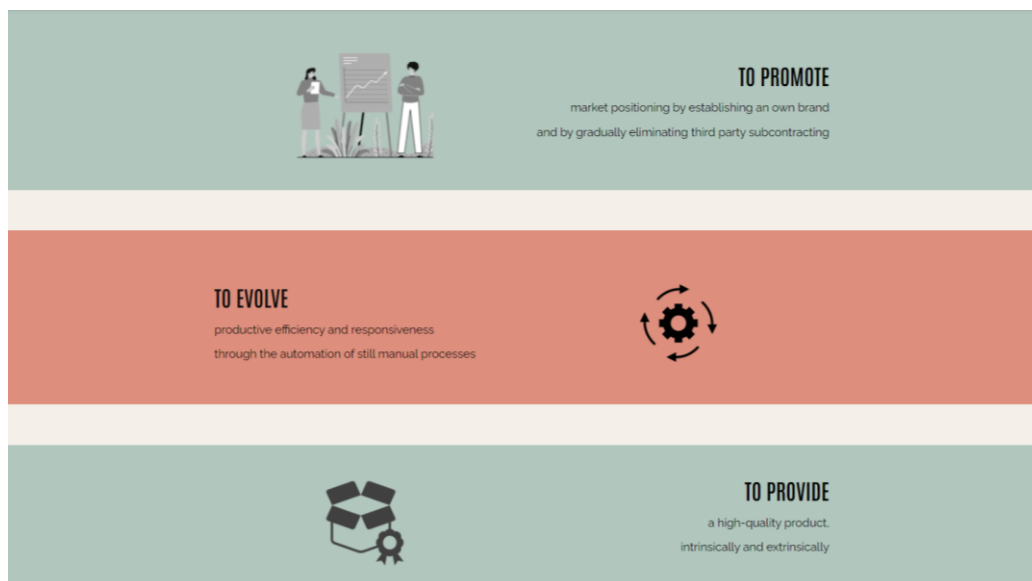 TO PROMOTE
market positioning by establishing an own brand
and by gradually eliminating third party subcontracting
TO EVOLVE
productive efficiency and responsiveness
through the automation of still manual processes
TO PROVIDE
a high-quality product,
intrinsically and extrinsically